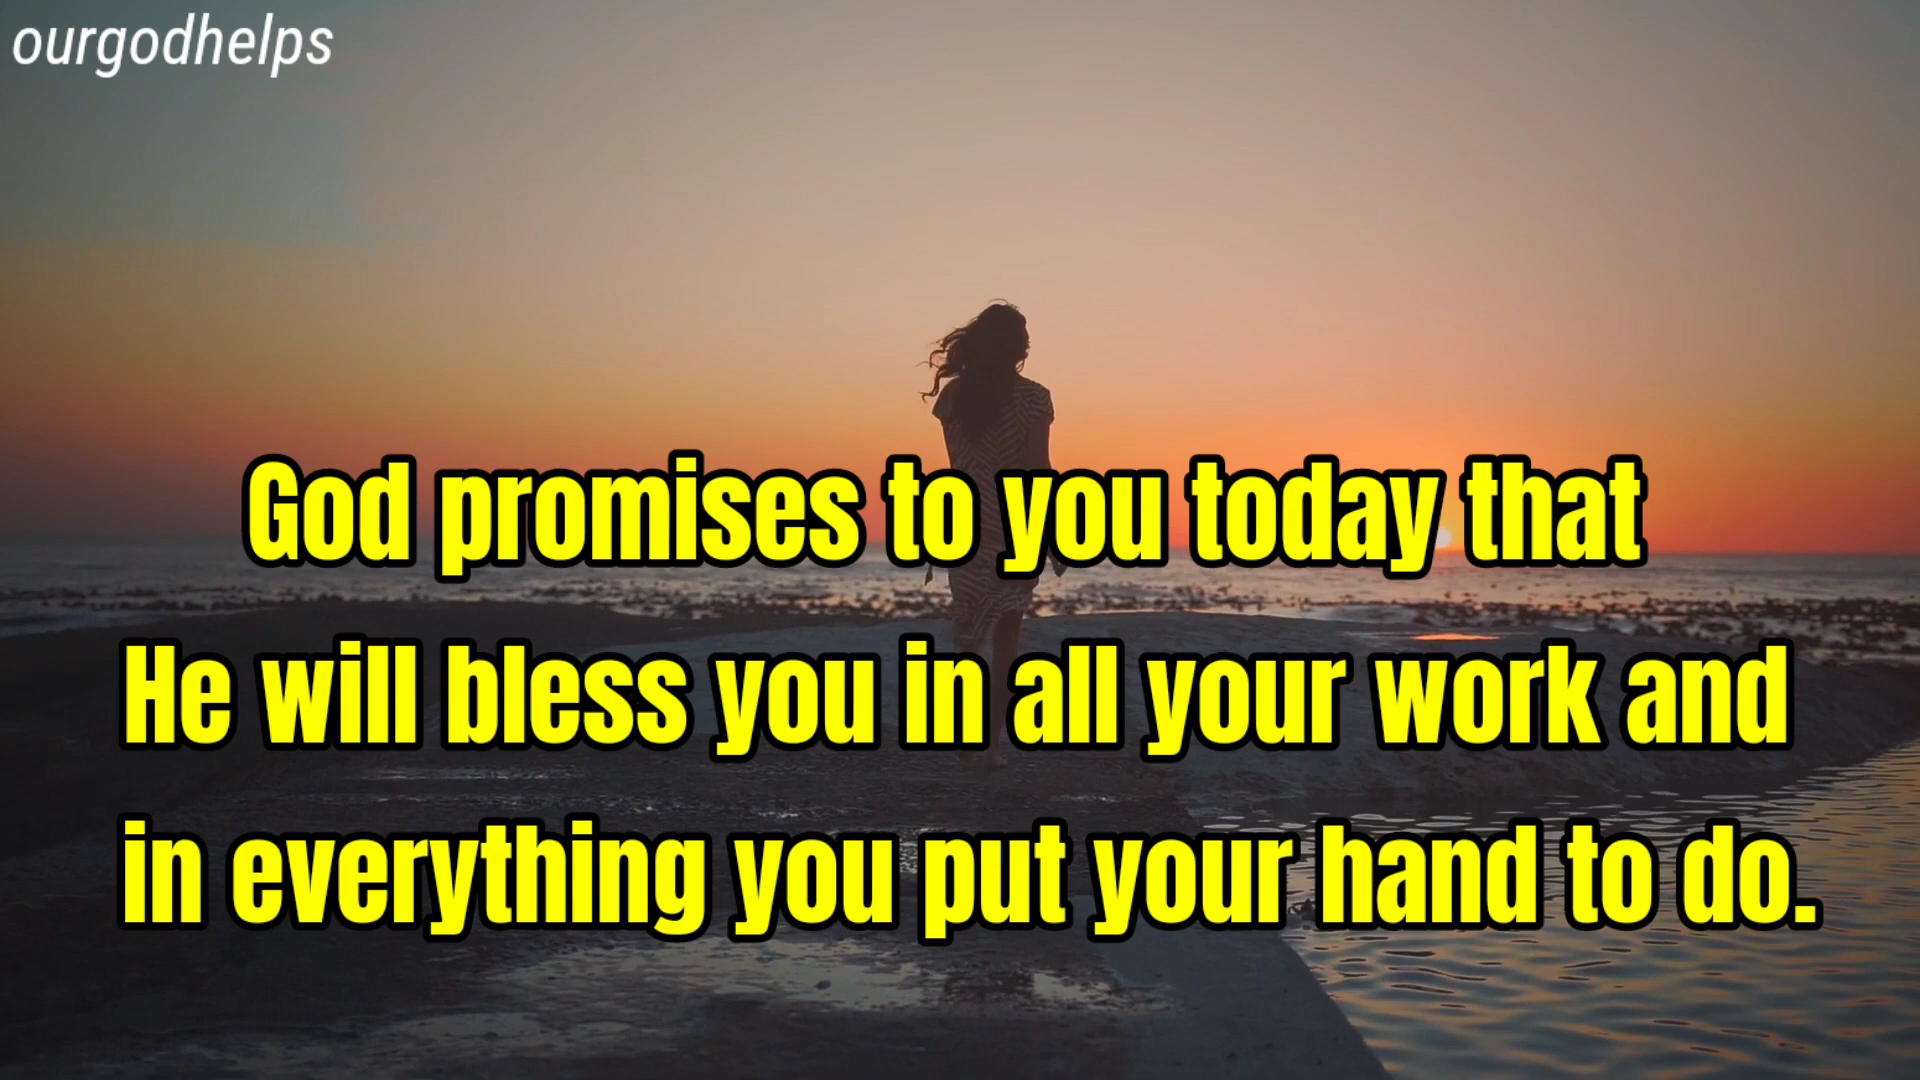 ourgodhelps
God promises to you today that
He will bless you in all your work and
in everything you put your hand to do.